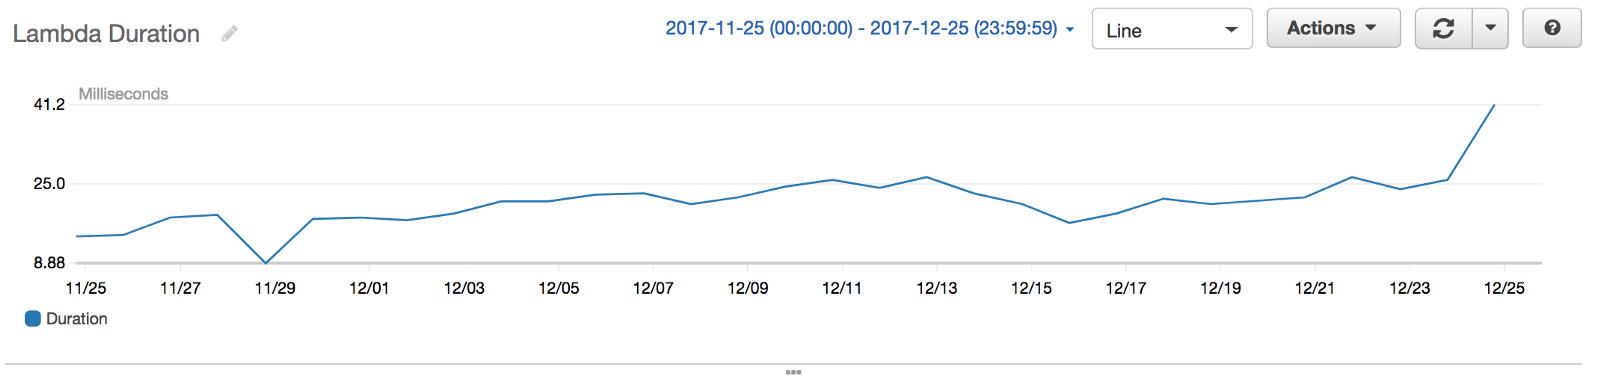 Lambda Duration
2017-11-25 (00:00:00) - 2017-12-25 (23:59:59)
Line
Actions
?
Milliseconds
41.2
25.0
8.88
11/25 11/27 11/29 12/01 12/03 12/05 12/07 12/09 12/11 12/13 12/15 12/17 12/19 12/21 12/23 12/25
Duration